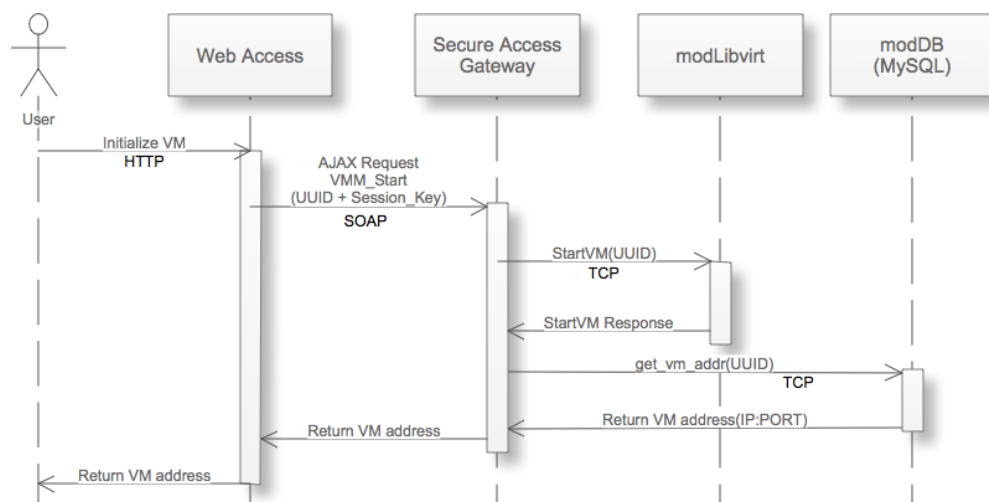 Web Access
Secure Access
Gateway
modLibvirt
modDB
(MySQL)
User
Initialize VM
HTTP
AJAX Request
VMM_Start
(UUID + Session_Key)
SOAP
StartVM(UUID)
TCP
StartVM Response
get_vm_addr(UUID)
TCP
Return VM address(IP:PORT)
Return VM address
Return VM address